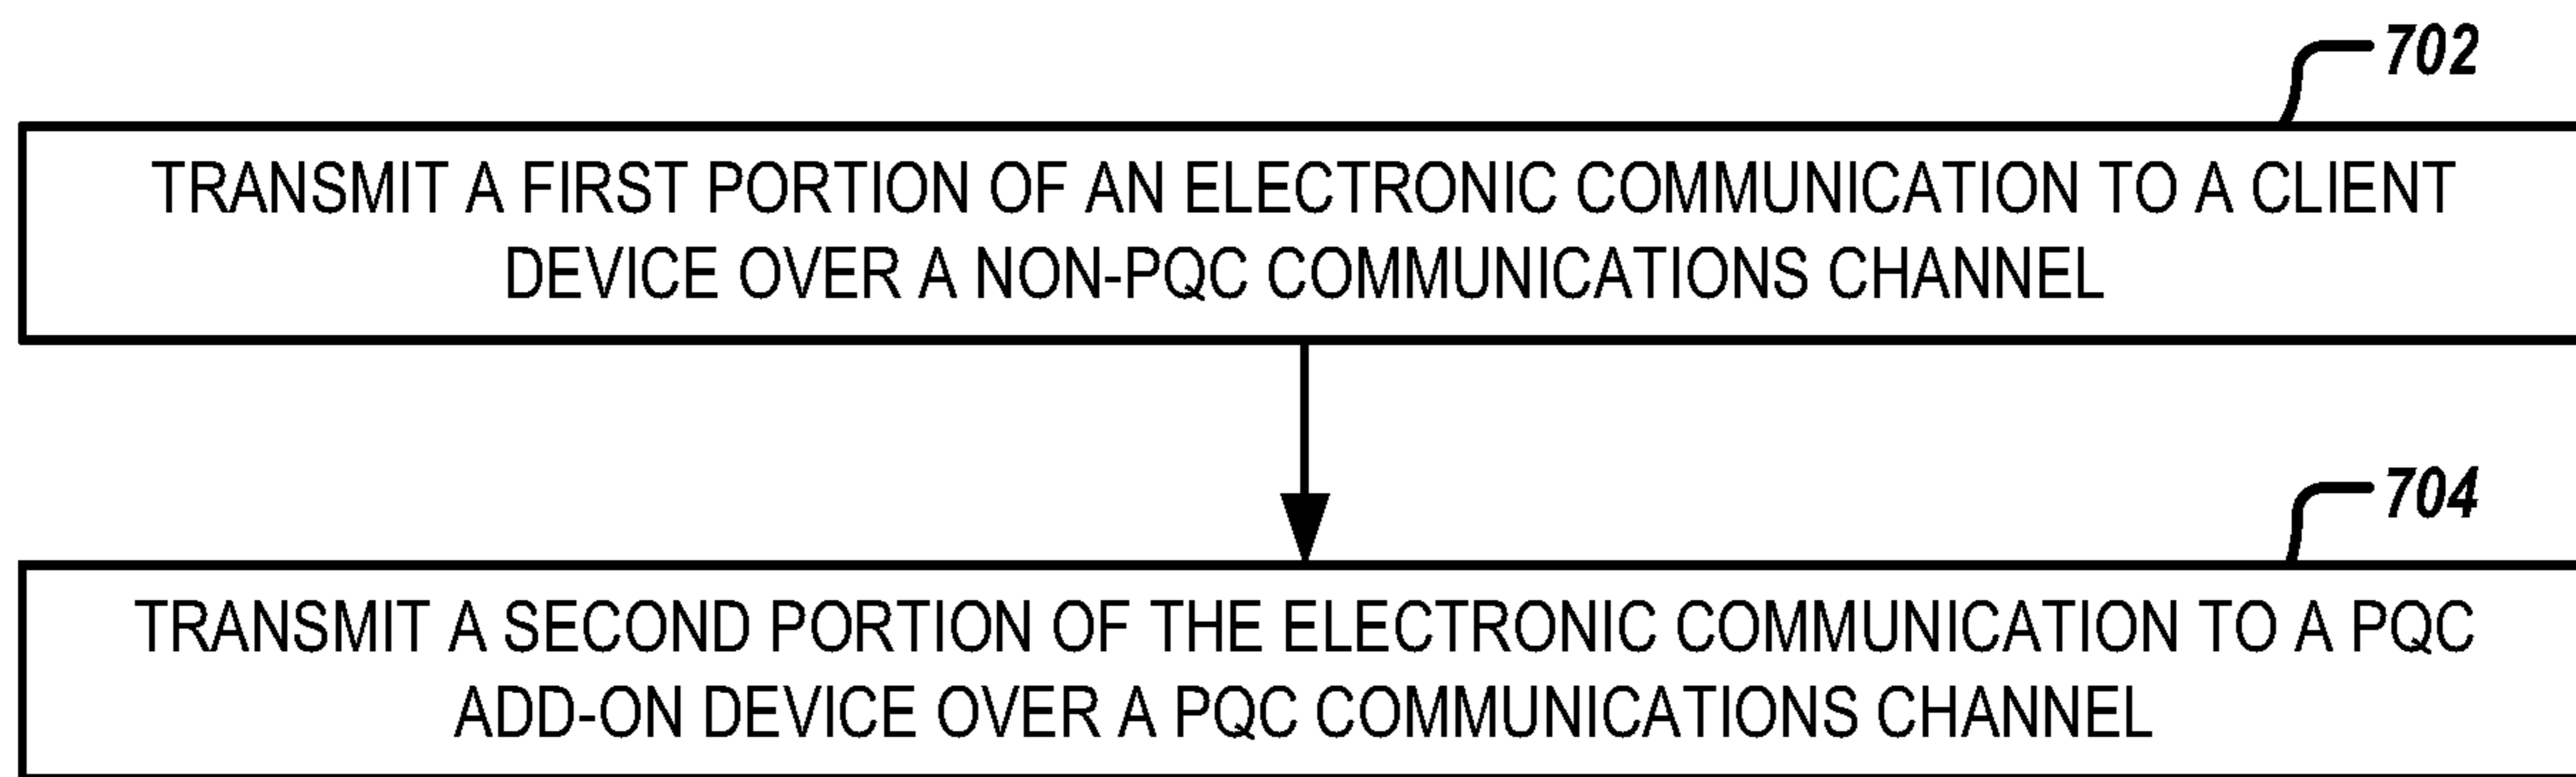 702
TRANSMIT A FIRST PORTION OF AN ELECTRONIC COMMUNICATION TO A CLIENT
DEVICE OVER A NON-PQC COMMUNICATIONS CHANNEL
704
TRANSMIT A SECOND PORTION OF THE ELECTRONIC COMMUNICATION TO A PQC
ADD-ON DEVICE OVER A PQC COMMUNICATIONS CHANNEL